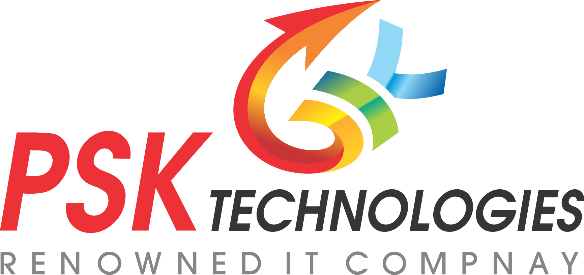 PSK TECHNOLOGIES
RENOWNED IT COMPNAY